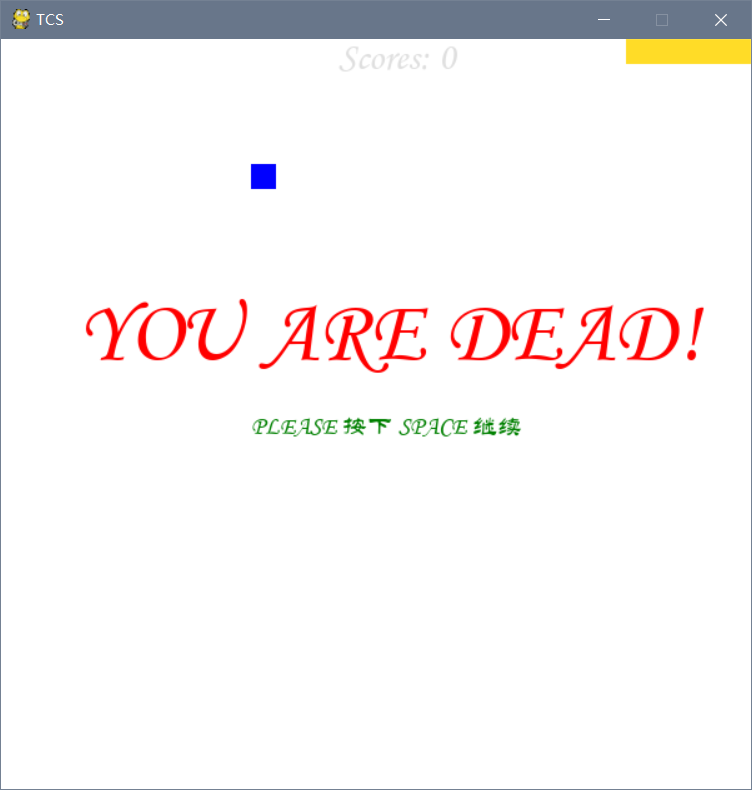 TCS
Scores: 0
YOU ARE DEAD!
PLEASE 按下 SPACE 继续